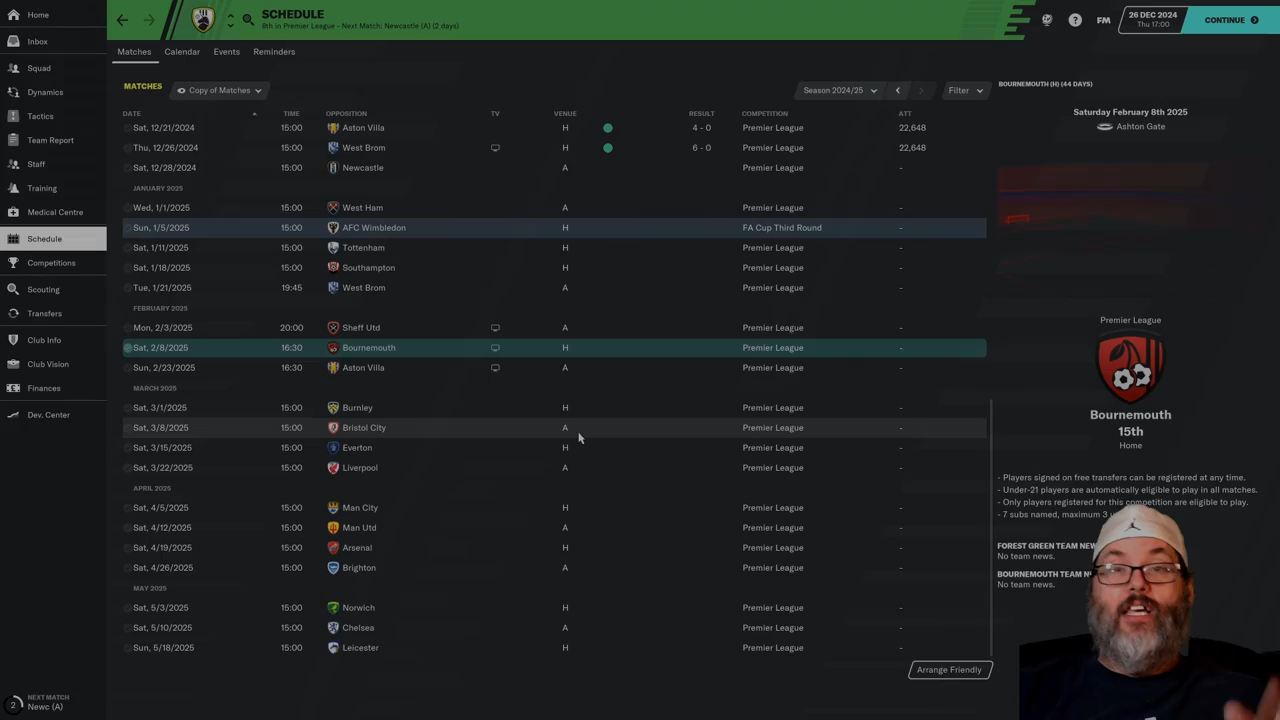 Home
Inbox
Squad
Dynamics
Tactics
Team Report
Staff
Training
Medical Centre
Schedule
Competitions
Scouting
Transfers
Club Info
Club Vision
Finances
Dev. Center
2 NEXT MATCH
Newc (A)
SCHEDULE
8th in Premier League - Next Match: Newcastle (A) (2 days)
FM
26 DEC 2024
Thu 17:00
CONTINUE
Matches Calendar Events Reminders
MATCHES Copy of Matches Season 2024/25 Filter
DATE TIME OPPOSITION TV VENUE RESULT COMPETITION ATT
Sat, 12/21/2024 15:00 Aston Villa H 4 - 0 Premier League 22,648
Thu, 12/26/2024 15:00 West Brom H 6 - 0 Premier League 22,648
Sat, 12/28/2024 15:00 Newcastle A Premier League -
JANUARY 2025
Wed, 1/1/2025 15:00 West Ham A Premier League -
Sun, 1/5/2025 15:00 AFC Wimbledon H FA Cup Third Round -
Sat, 1/11/2025 15:00 Tottenham H Premier League -
Sat, 1/18/2025 15:00 Southampton H Premier League -
Tue, 1/21/2025 19:45 West Brom A Premier League -
FEBRUARY 2025
Mon, 2/3/2025 20:00 Sheff Utd A Premier League -
Sat, 2/8/2025 16:30 Bournemouth H Premier League -
Sun, 2/23/2025 16:30 Aston Villa A Premier League -
MARCH 2025
Sat, 3/1/2025 15:00 Burnley H Premier League -
Sat, 3/8/2025 15:00 Bristol City A Premier League -
Sat, 3/15/2025 15:00 Everton H Premier League -
Sat, 3/22/2025 15:00 Liverpool A Premier League -
APRIL 2025
Sat, 4/5/2025 15:00 Man City H Premier League -
Sat, 4/12/2025 15:00 Man Utd A Premier League -
Sat, 4/19/2025 15:00 Arsenal H Premier League -
Sat, 4/26/2025 15:00 Brighton A Premier League -
MAY 2025
Sat, 5/3/2025 15:00 Norwich H Premier League -
Sat, 5/10/2025 15:00 Chelsea A Premier League -
Sun, 5/18/2025 15:00 Leicester H Premier League -
Arrange Friendly
BOURNEMOUTH (H) (44 DAYS)
Saturday February 8th 2025
Ashton Gate
Premier League
Bournemouth
15th
Home
- Players signed on free transfers can be registered at any time.
- Under-21 players are automatically eligible to play in all matches.
- Only players registered for this competition are eligible to play.
- 7 subs named, maximum 3
FOREST GREEN TEAM
No team news.
BOURNEMOUTH TEAM
No team news.